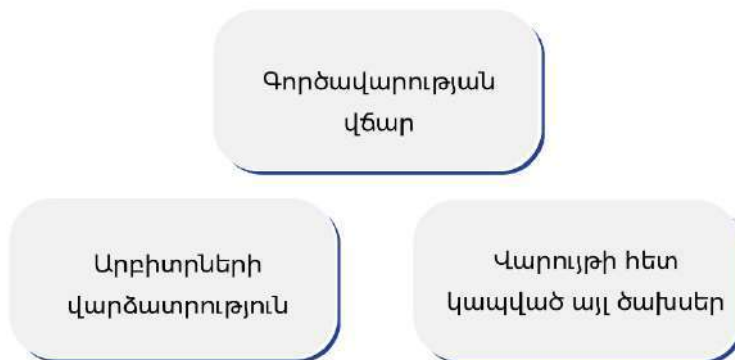 Գործավարության
վճար
Արբիտրների
վարձատրություն
Վարույթի հետ
կապված այլ ծախսեր